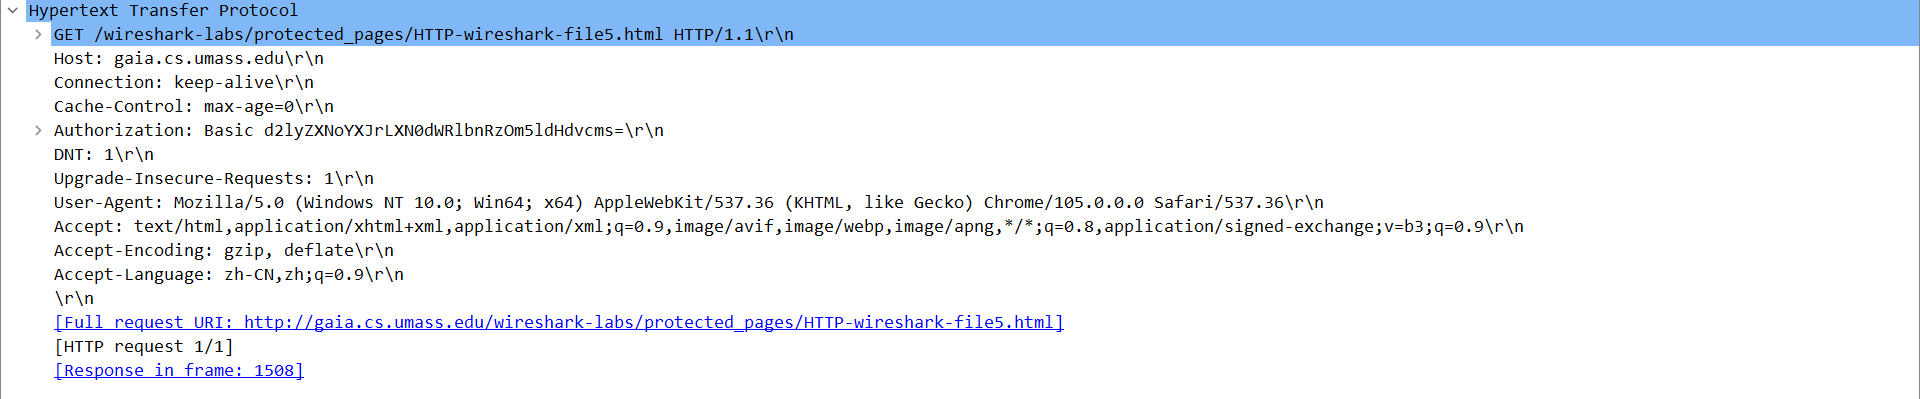 Hypertext Transfer Protocol
GET /wireshark-labs/protected_pages/HTTP-wireshark-file5.html HTTP/1.1\r\n
Host: gaia.cs.umass.edu\r\n
Connection: keep-alive\r\n
Cache-Control: max-age=0\r\n
Authorization: Basic d2lyZXNoYXJrLXN0dWRlbnRzOm5ldHdvcms=\r\n
DNT: 1\r\n
Upgrade-Insecure-Requests: 1\r\n
User-Agent: Mozilla/5.0 (Windows NT 10.0; Win64; x64) AppleWebKit/537.36 (KHTML, like Gecko) Chrome/105.0.0.0 Safari/537.36\r\n
Accept: text/html,application/xhtml+xml,application/xml;q=0.9,image/avif,image/webp,image/apng,*/*;q=0.8,application/signed-exchange;v=b3;q=0.9\r\n
Accept-Encoding: gzip, deflate\r\n
Accept-Language: zh-CN,zh;q=0.9\r\n
\r\n
[Full request URI: http://gaia.cs.umass.edu/wireshark-labs/protected_pages/HTTP-wireshark-file5.html]
[HTTP request 1/1]
[Response in frame: 1508]